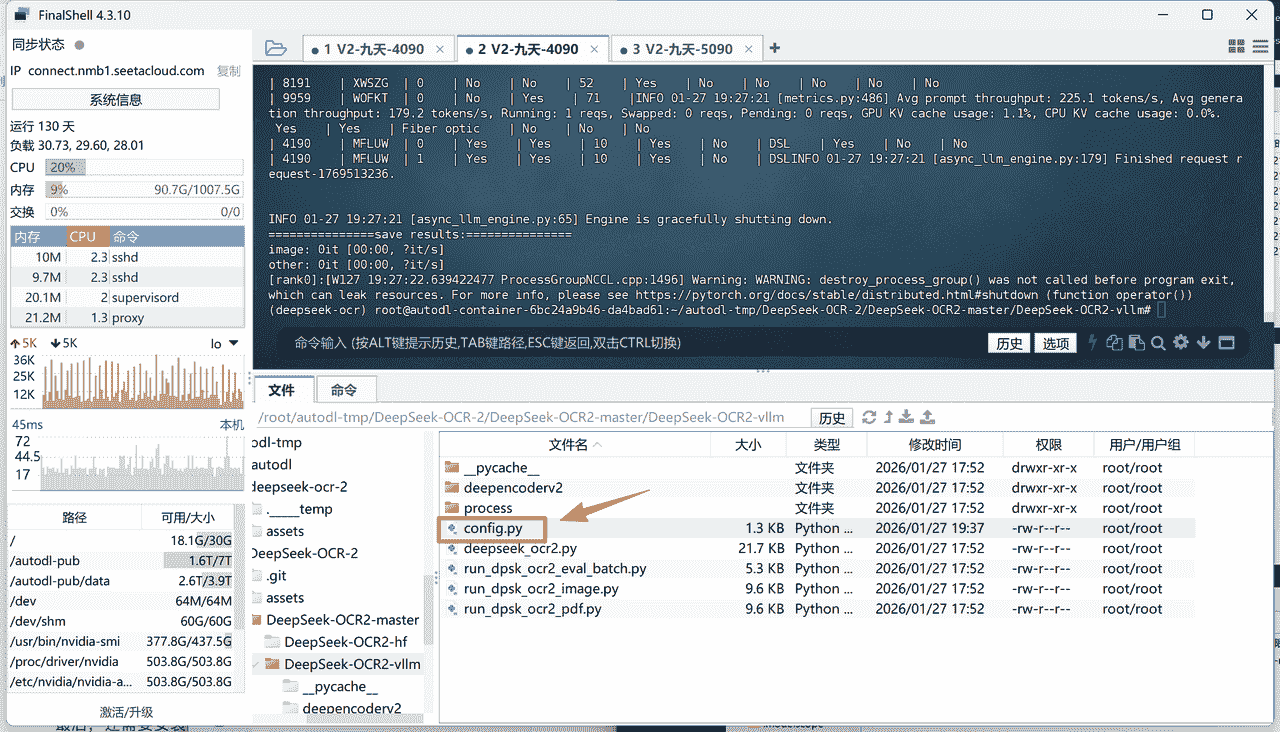 FinalShell 4.3.10
同步状态
IP connect.nmb1.seetacloud.com 复制
系统信息
运行 130 天
负载 30.73, 29.60, 28.01
CPU 20%
内存 9% 90.7G/1007.5G
交换 0% 0/0
内存 CPU 命令
10M 2.3 sshd
9.7M 2.3 sshd
20.1M 2 supervisord
21.2M 1.3 proxy
5K 5K lo
36K
25K
12K
45ms 本机
72
44.5
17
路径 可用/大小
/ 18.1G/30G
/autodl-pub 1.6T/7T
/autodl-pub/data 2.6T/3.9T
/dev 64M/64M
/dev/shm 60G/60G
/usr/bin/nvidia-smi 377.8G/437.5G
/proc/driver/nvidia 503.8G/503.8G
/etc/nvidia/nvidia-a... 503.8G/503.8G
激活/升级
1 V2-九天-4090 × 2 V2-九天-4090 × 3 V2-九天-5090 × +
| 8191 | XWSZG | 0 | No | No | 52 | Yes | No | No | No | No | No
| 9959 | WOFKT | 0 | No | Yes | 71 |INFO 01-27 19:27:21 [metrics.py:486] Avg prompt throughput: 225.1 tokens/s, Avg genera
tion throughput: 179.2 tokens/s, Running: 1 reqs, Swapped: 0 reqs, Pending: 0 reqs, GPU KV cache usage: 1.1%, CPU KV cache usage: 0.0%.
Yes | Yes | Fiber optic | No | No | No
| 4190 | MFLUW | 0 | Yes | Yes | 10 | Yes | No | DSL | Yes | No | No
| 4190 | MFLUW | 1 | Yes | Yes | 10 | Yes | No | DSLINFO 01-27 19:27:21 [async_llm_engine.py:179] Finished request r
equest-1769513236.
INFO 01-27 19:27:21 [async_llm_engine.py:65] Engine is gracefully shutting down.
===============save results:===============
image: 0it [00:00, ?it/s]
other: 0it [00:00, ?it/s]
[rank0]:[W127 19:27:22.639422477 ProcessGroupNCCL.cpp:1496] Warning: WARNING: destroy_process_group() was not called before program exit,
which can leak resources. For more info, please see https://pytorch.org/docs/stable/distributed.html#shutdown (function operator())
(deepseek-ocr) root@autodl-container-6bc24a9b46-da4bad61:~/autodl-tmp/DeepSeek-OCR-2/DeepSeek-OCR2-master/DeepSeek-OCR2-vllm#
命令输入 (按ALT键提示历史,TAB键路径,ESC键返回,双击CTRL切换) 历史 选项
文件 命令
/root/autodl-tmp/DeepSeek-OCR-2/DeepSeek-OCR2-master/DeepSeek-OCR2-vllm 历史
odl-tmp
autodl
deepseek-ocr-2
._____temp
assets
DeepSeek-OCR-2
.git
assets
DeepSeek-OCR2-master
DeepSeek-OCR2-hf
DeepSeek-OCR2-vllm
__pycache__
deepencoderv2
文件名 大小 类型 修改时间 权限 用户/用户组
__pycache__ 文件夹 2026/01/27 17:52 drwxr-xr-x root/root
deepencoderv2 文件夹 2026/01/27 17:52 drwxr-xr-x root/root
process 文件夹 2026/01/27 17:52 drwxr-xr-x root/root
config.py 1.3 KB Python ... 2026/01/27 19:37 -rw-r--r-- root/root
deepseek_ocr2.py 21.7 KB Python ... 2026/01/27 17:52 -rw-r--r-- root/root
run_dpsk_ocr2_eval_batch.py 5.3 KB Python ... 2026/01/27 17:52 -rw-r--r-- root/root
run_dpsk_ocr2_image.py 9.6 KB Python ... 2026/01/27 17:52 -rw-r--r-- root/root
run_dpsk_ocr2_pdf.py 9.6 KB Python ... 2026/01/27 17:52 -rw-r--r-- root/root